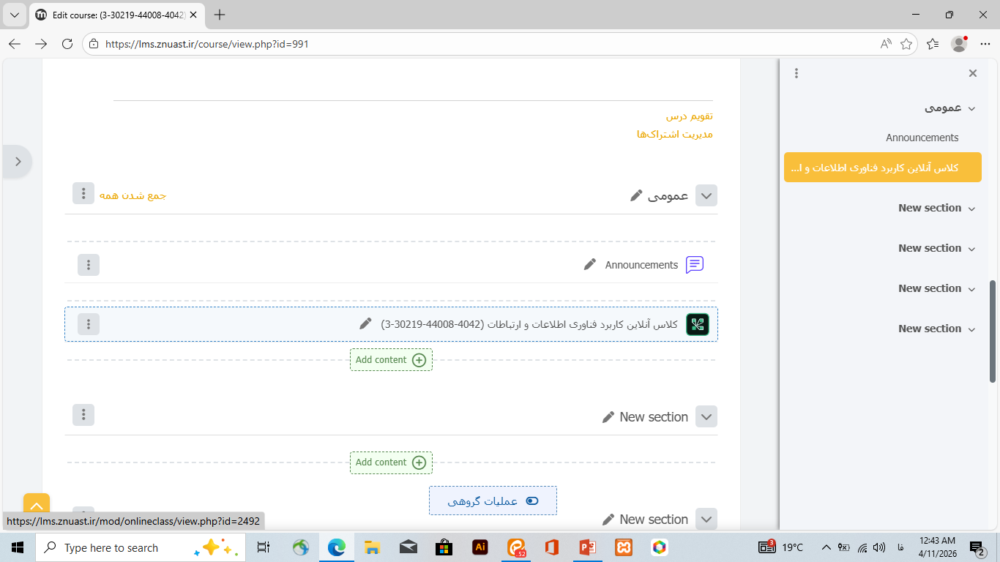 Edit course: (3-30219-44008-4042)
https://lms.znuast.ir/course/view.php?id=991
تقویم درس
مدیریت اشتراک‌ها
عمومی
جمع شدن همه
Announcements
کلاس آنلاین کاربرد فناوری اطلاعات و ارتباطات (3-30219-44008-4042)
Add content
New section
Add content
عملیات گروهی
New section
عمومی
Announcements
کلاس آنلاین کاربرد فناوری اطلاعات و ا...
New section
New section
New section
New section
https://lms.znuast.ir/mod/onlineclass/view.php?id=2492
Type here to search
Ai
.52
3
19°C
فا
12:43 AM
4/11/2026
2